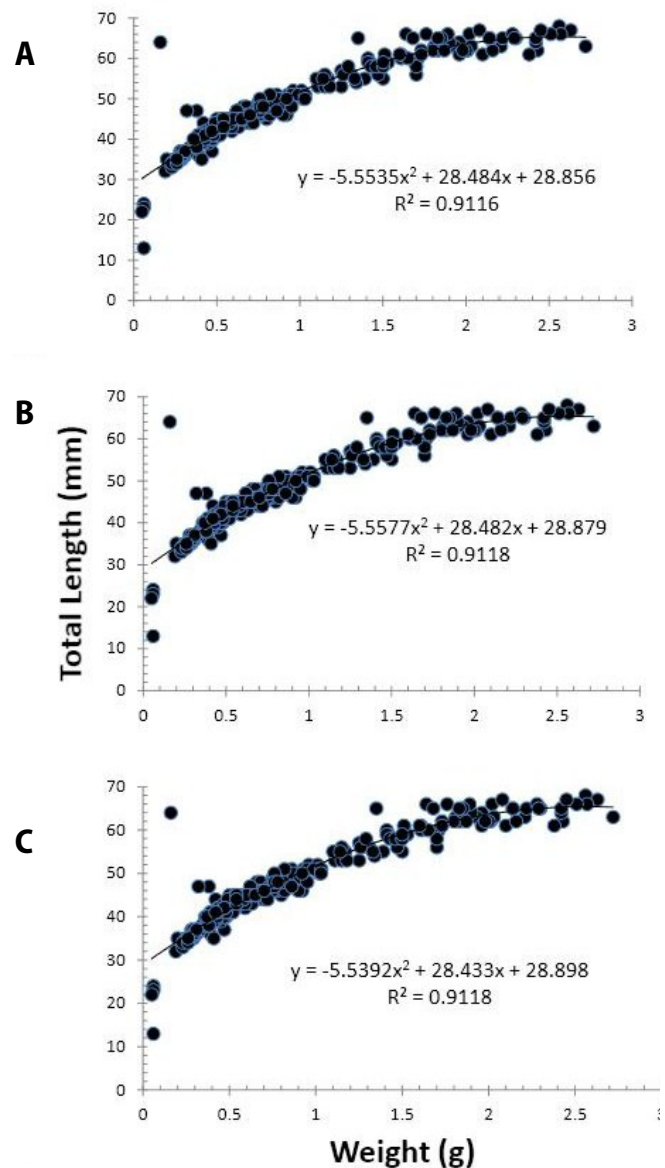 A
70
60
50
40
30
20
10
0
y = -5.5535x² + 28.484x + 28.856
R² = 0.9116
0 0.5 1 1.5 2 2.5 3
B
Total Length (mm)
70
60
50
40
30
20
10
0
y = -5.5577x² + 28.482x + 28.879
R² = 0.9118
0 0.5 1 1.5 2 2.5 3
C
70
60
50
40
30
20
10
0
y = -5.5392x² + 28.433x + 28.898
R² = 0.9118
0 0.5 1 1.5 2 2.5 3
Weight (g)